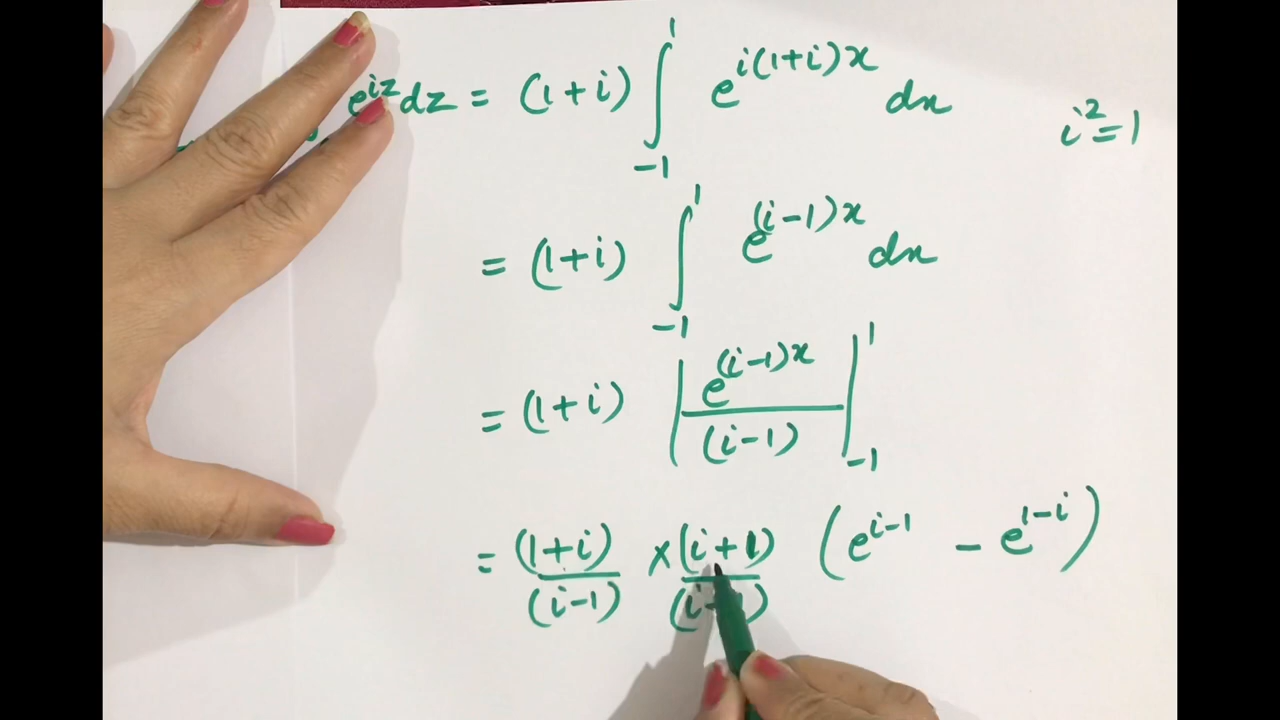 e^{iz} dz = (1+i) ∫_{-1}^{1} e^{i(1+i)x} dx i²=1
= (1+i) ∫_{-1}^{1} e^{(i-1)x} dx
= (1+i) | e^{(i-1)x} / (i-1) |_{-1}^{1}
= (1+i)/(i-1) × (i+1)/(i (e^{i-1} - e^{1-i})